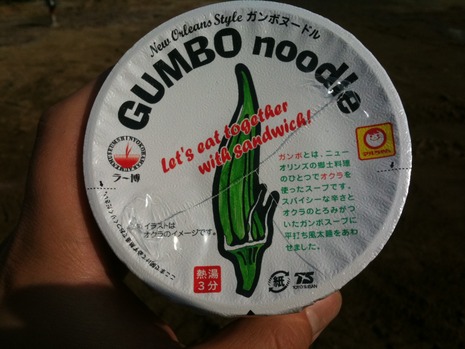 New Orleans Style ガンボヌードル
GUMBO noodle
Let's eat together
with sandwich!
ラー博
ガンボとは、ニュー
オリンズの郷土料理
のひとつでオクラを
使ったスープです。
スパイシーな辛さと
オクラのとろみがつ
いたガンボスープに
平打ち風太麺をあわ
せました。
イラストは
オクラのイメージです。
熱湯
3分
紙
TS